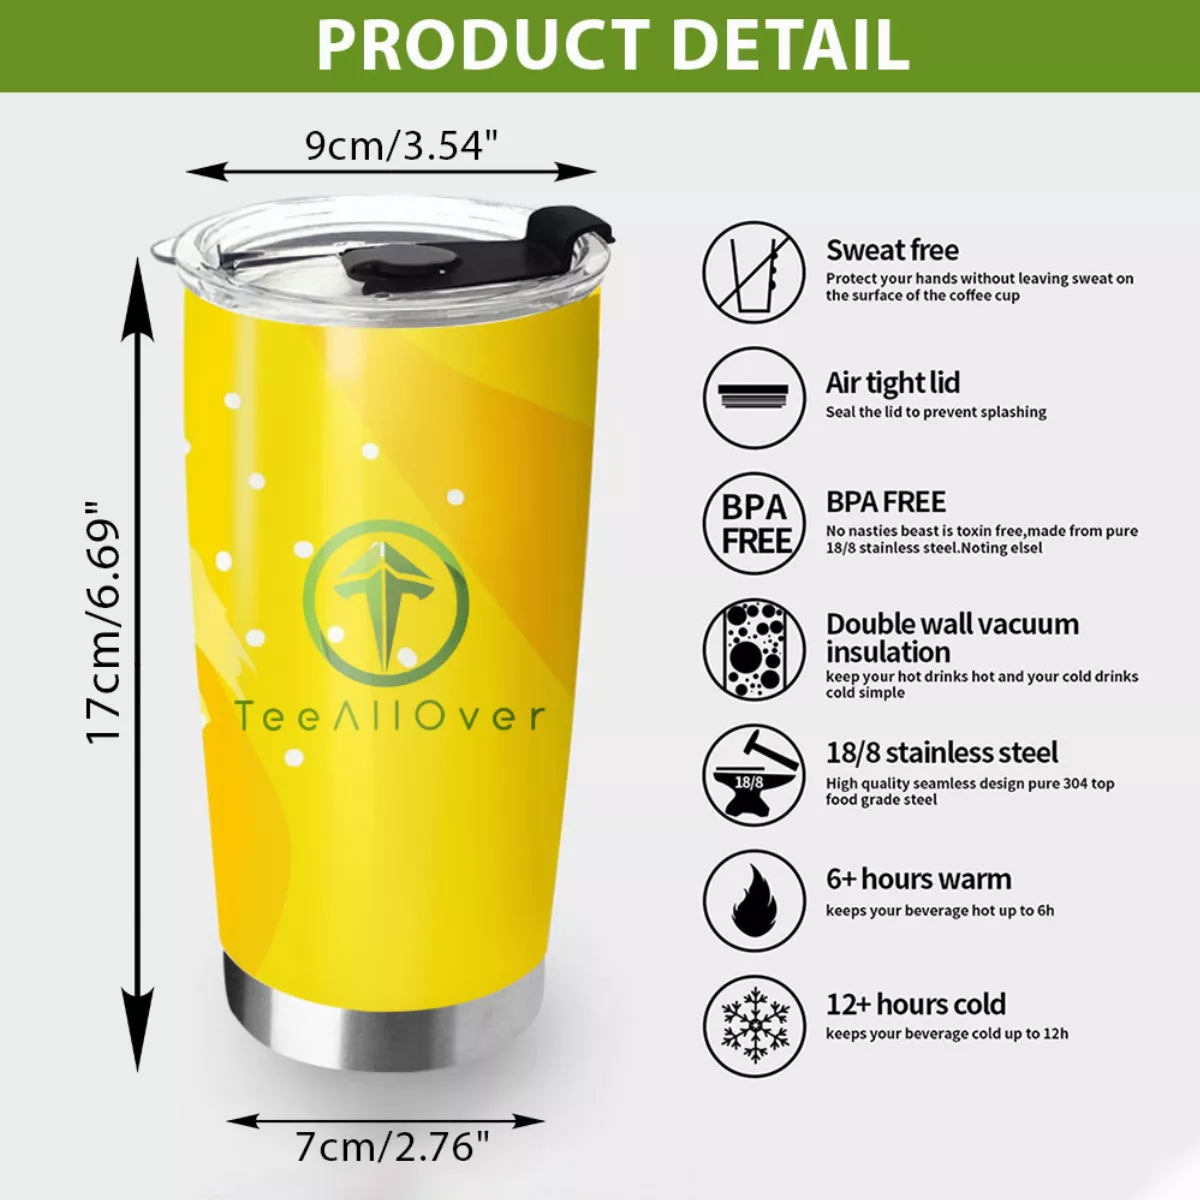 PRODUCT DETAIL
9cm/3.54"
17cm/6.69"
TeeAllOver
7cm/2.76"
Sweat free
Protect your hands without leaving sweat on
the surface of the coffee cup
Air tight lid
Seal the lid to prevent splashing
BPA
FREE
BPA FREE
No nasties beast is toxin free,made from pure
18/8 stainless steel.Noting elsel
Double wall vacuum
insulation
keep your hot drinks hot and your cold drinks
cold simple
18/8
18/8 stainless steel
High quality seamless design pure 304 top
food grade steel
6+ hours warm
keeps your beverage hot up to 6h
12+ hours cold
keeps your beverage cold up to 12h